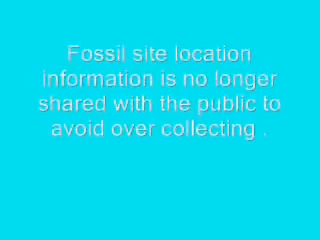 Fossil site location
information is no longer
shared with the public to
avoid over collecting .